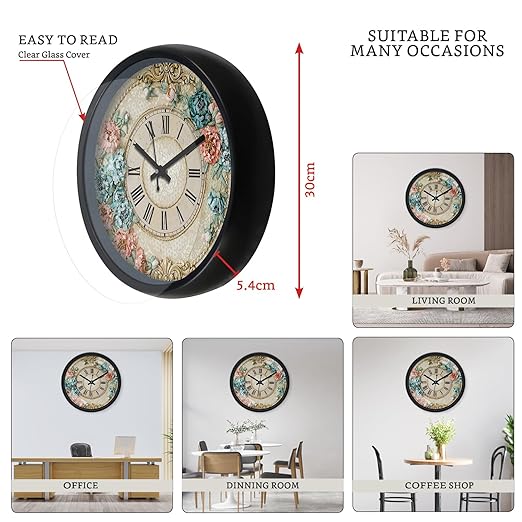 EASY TO READ
Clear Glass Cover
SUITABLE FOR
MANY OCCASIONS
30cm
5.4cm
LIVING ROOM
OFFICE
DINNING ROOM
COFFEE SHOP